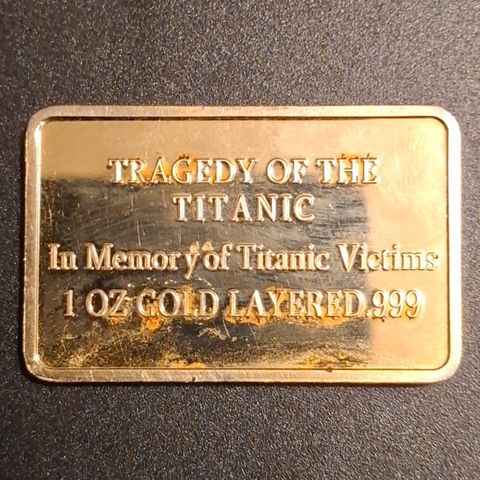 TRAGEDY OF THE
TITANIC
In Memory of Titanic Victims
1 OZ GOLD LAYERED.999